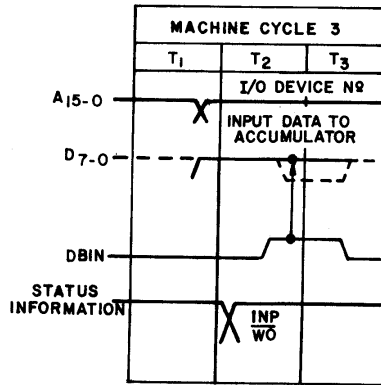 MACHINE CYCLE 3
T1 T2 T3
A15-0 I/O DEVICE Nº
INPUT DATA TO
ACCUMULATOR
D7-0
DBIN
STATUS
INFORMATION
INP
WO